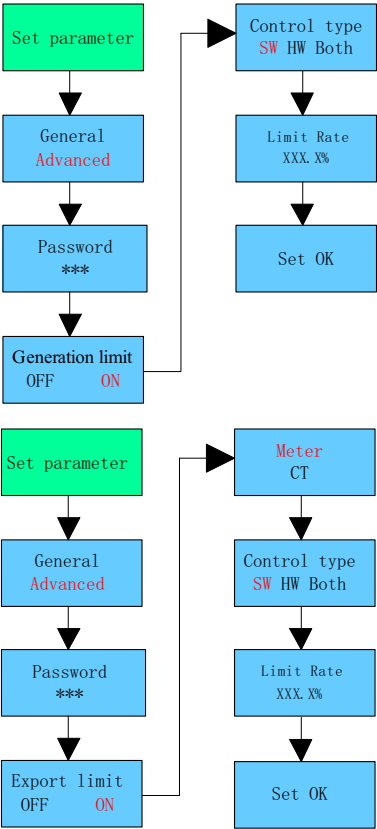 Set parameter
General
Advanced
Password
***
Generation limit
OFF ON
Control type
SW HW Both
Limit Rate
XXX.X%
Set OK
Set parameter
General
Advanced
Password
***
Export limit
OFF ON
Meter
CT
Control type
SW HW Both
Limit Rate
XXX.X%
Set OK